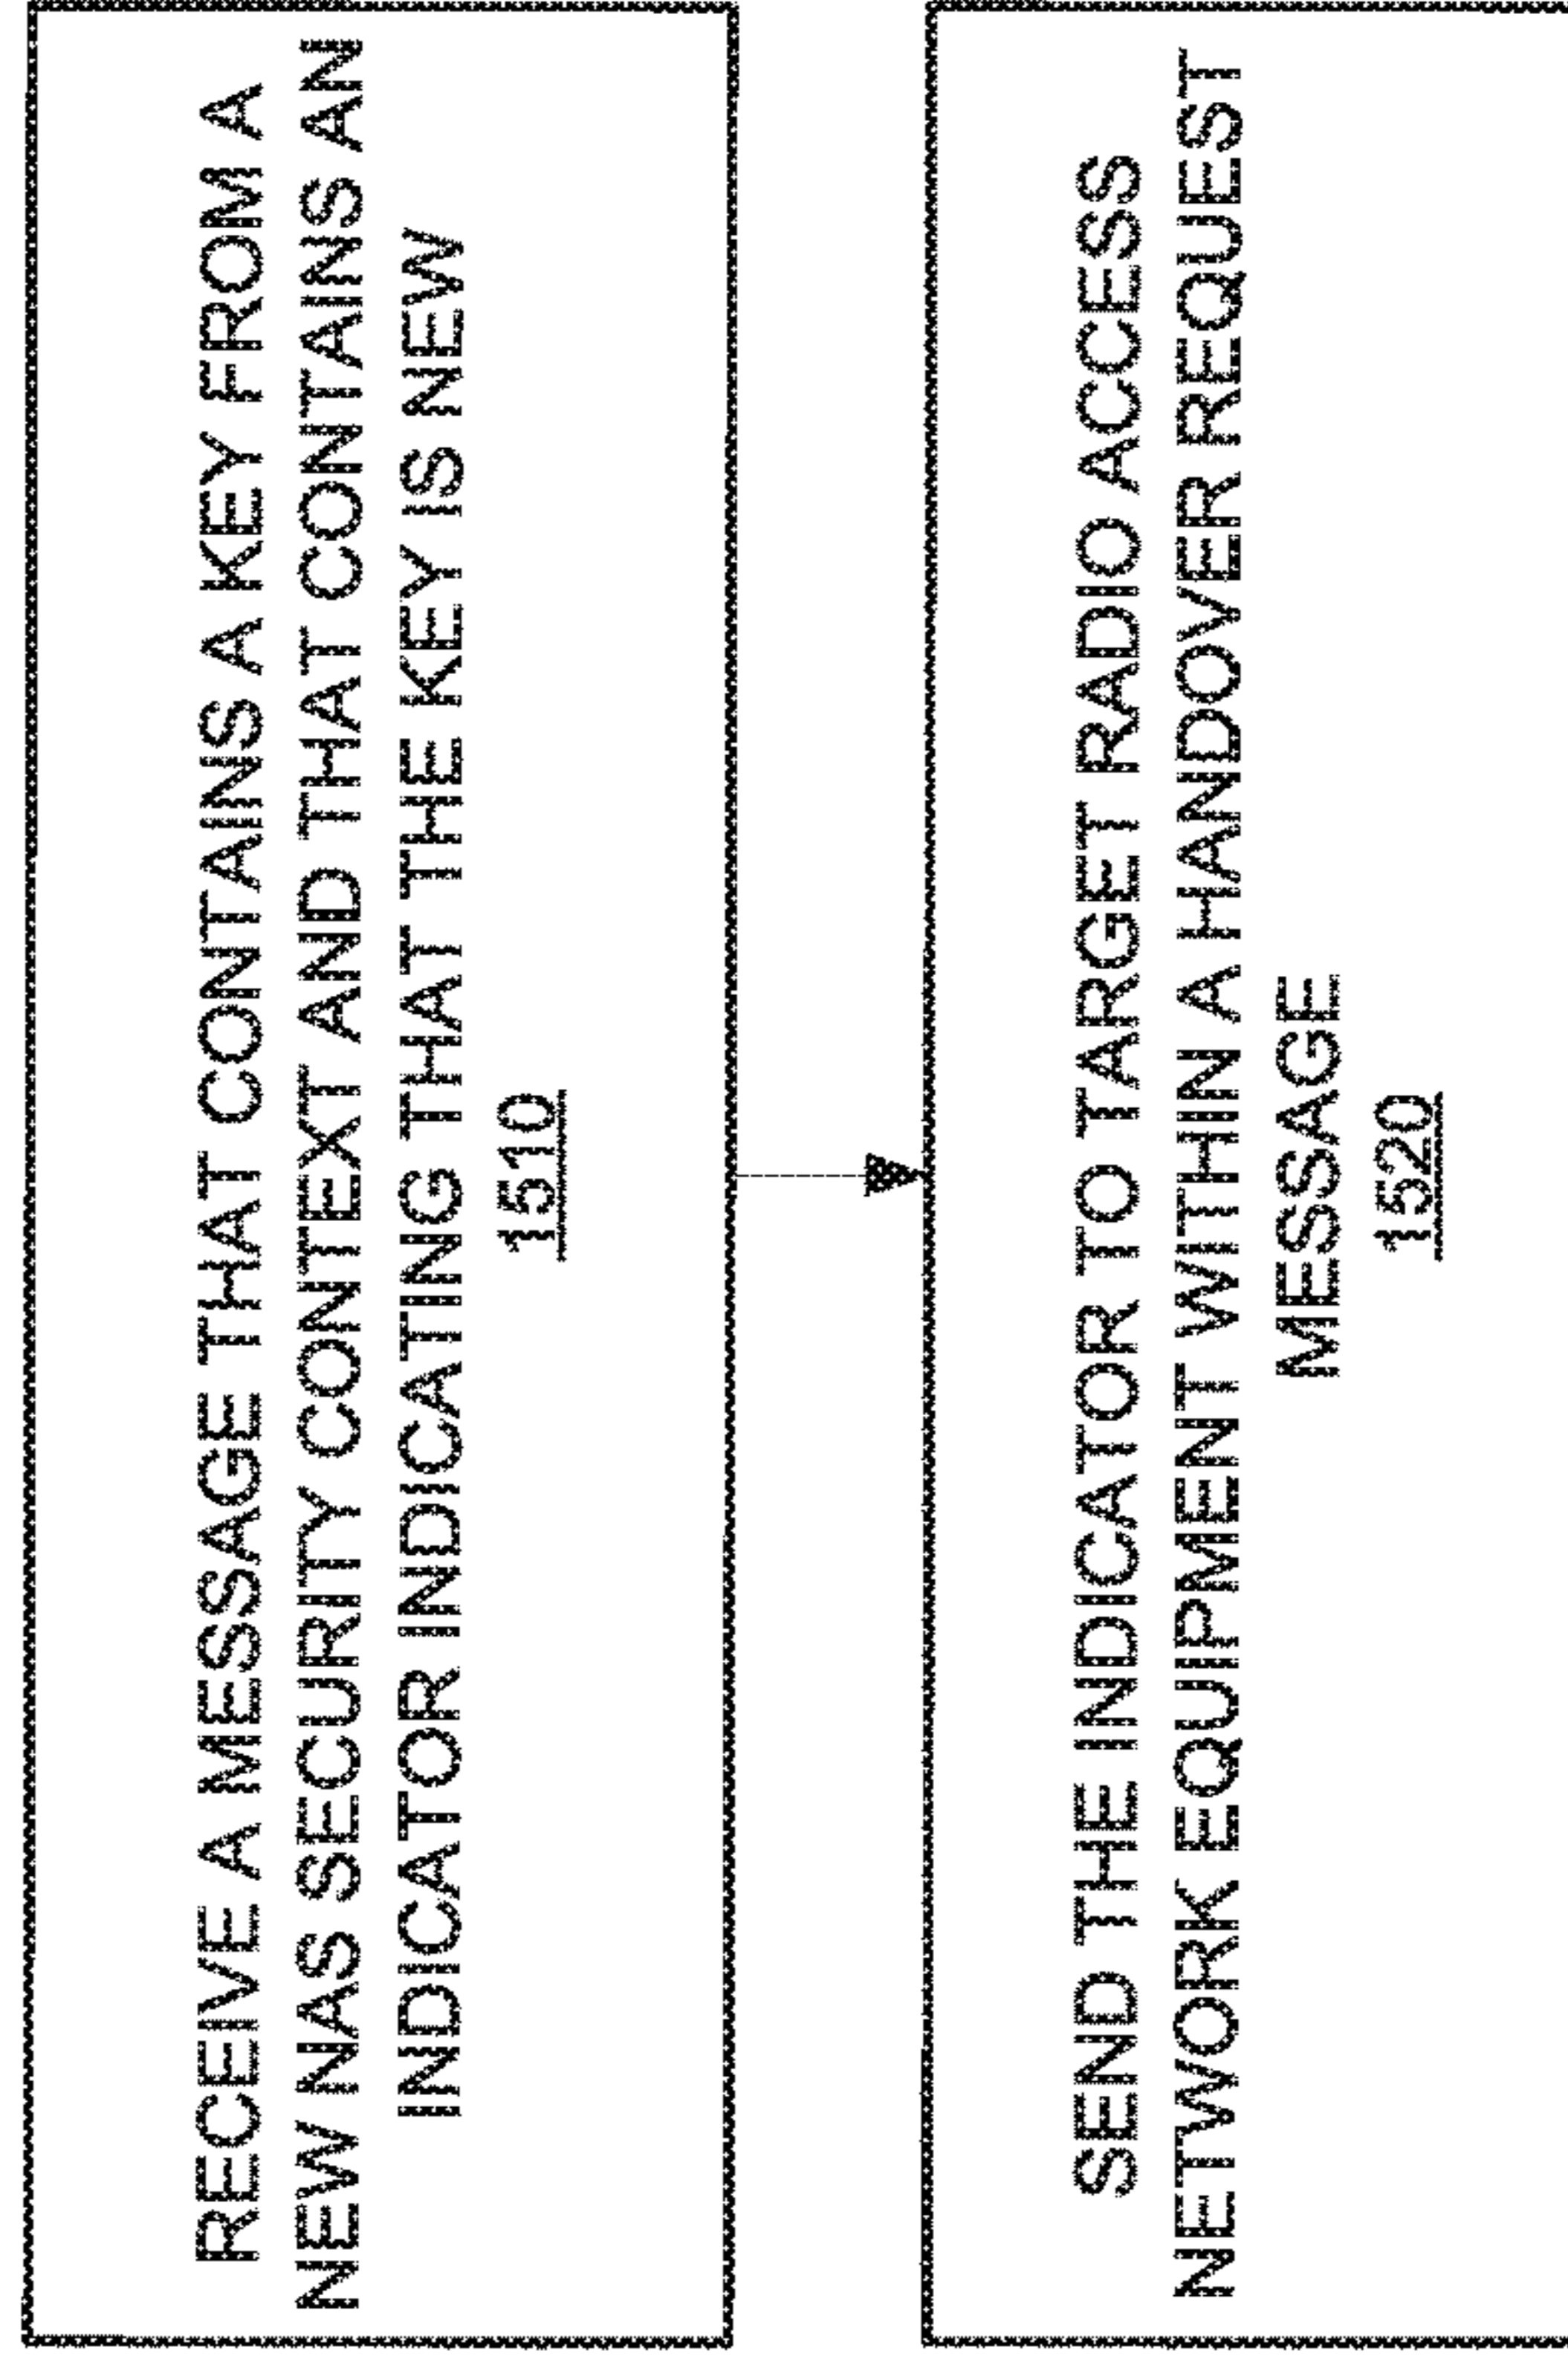 RECEIVE A MESSAGE THAT CONTAINS A KEY FROM A
NEW NAS SECURITY CONTEXT AND THAT CONTAINS AN
INDICATOR INDICATING THAT THE KEY IS NEW
1510
SEND THE INDICATOR TO TARGET RADIO ACCESS
NETWORK EQUIPMENT WITHIN A HANDOVER REQUEST
MESSAGE
1520